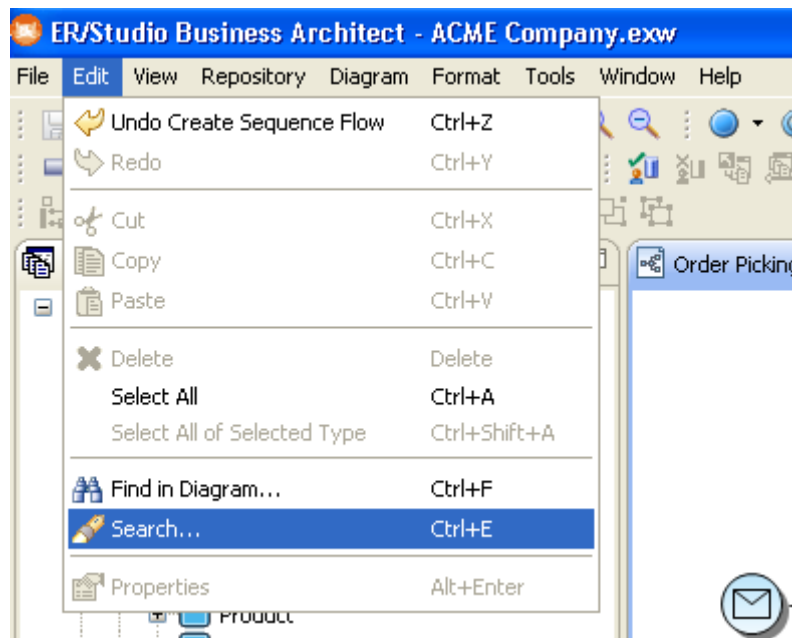 ER/Studio Business Architect - ACME Company.exw
File Edit View Repository Diagram Format Tools Window Help
Undo Create Sequence Flow Ctrl+Z
Redo Ctrl+Y
Cut Ctrl+X
Copy Ctrl+C
Paste Ctrl+V
Order Picking
Delete Delete
Select All Ctrl+A
Select All of Selected Type Ctrl+Shift+A
Find in Diagram... Ctrl+F
Search... Ctrl+E
Properties Alt+Enter
Product